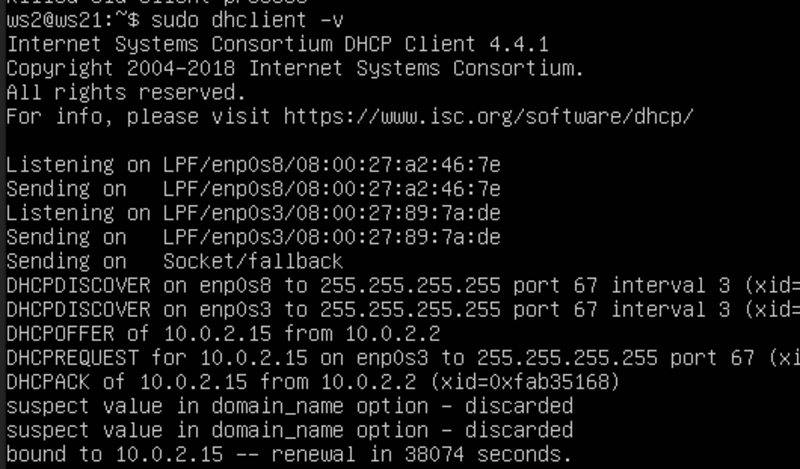 Killed old client process
ws2@ws21:~$ sudo dhclient -v
Internet Systems Consortium DHCP Client 4.4.1
Copyright 2004-2018 Internet Systems Consortium.
All rights reserved.
For info, please visit https://www.isc.org/software/dhcp/
Listening on LPF/enp0s8/08:00:27:a2:46:7e
Sending on   LPF/enp0s8/08:00:27:a2:46:7e
Listening on LPF/enp0s3/08:00:27:89:7a:de
Sending on   LPF/enp0s3/08:00:27:89:7a:de
Sending on   Socket/fallback
DHCPDISCOVER on enp0s8 to 255.255.255.255 port 67 interval 3 (xid=
DHCPDISCOVER on enp0s3 to 255.255.255.255 port 67 interval 3 (xid=
DHCPOFFER of 10.0.2.15 from 10.0.2.2
DHCPREQUEST for 10.0.2.15 on enp0s3 to 255.255.255.255 port 67 (xi
DHCPACK of 10.0.2.15 from 10.0.2.2 (xid=0xfab35168)
suspect value in domain_name option - discarded
suspect value in domain_name option - discarded
bound to 10.0.2.15 -- renewal in 38074 seconds.